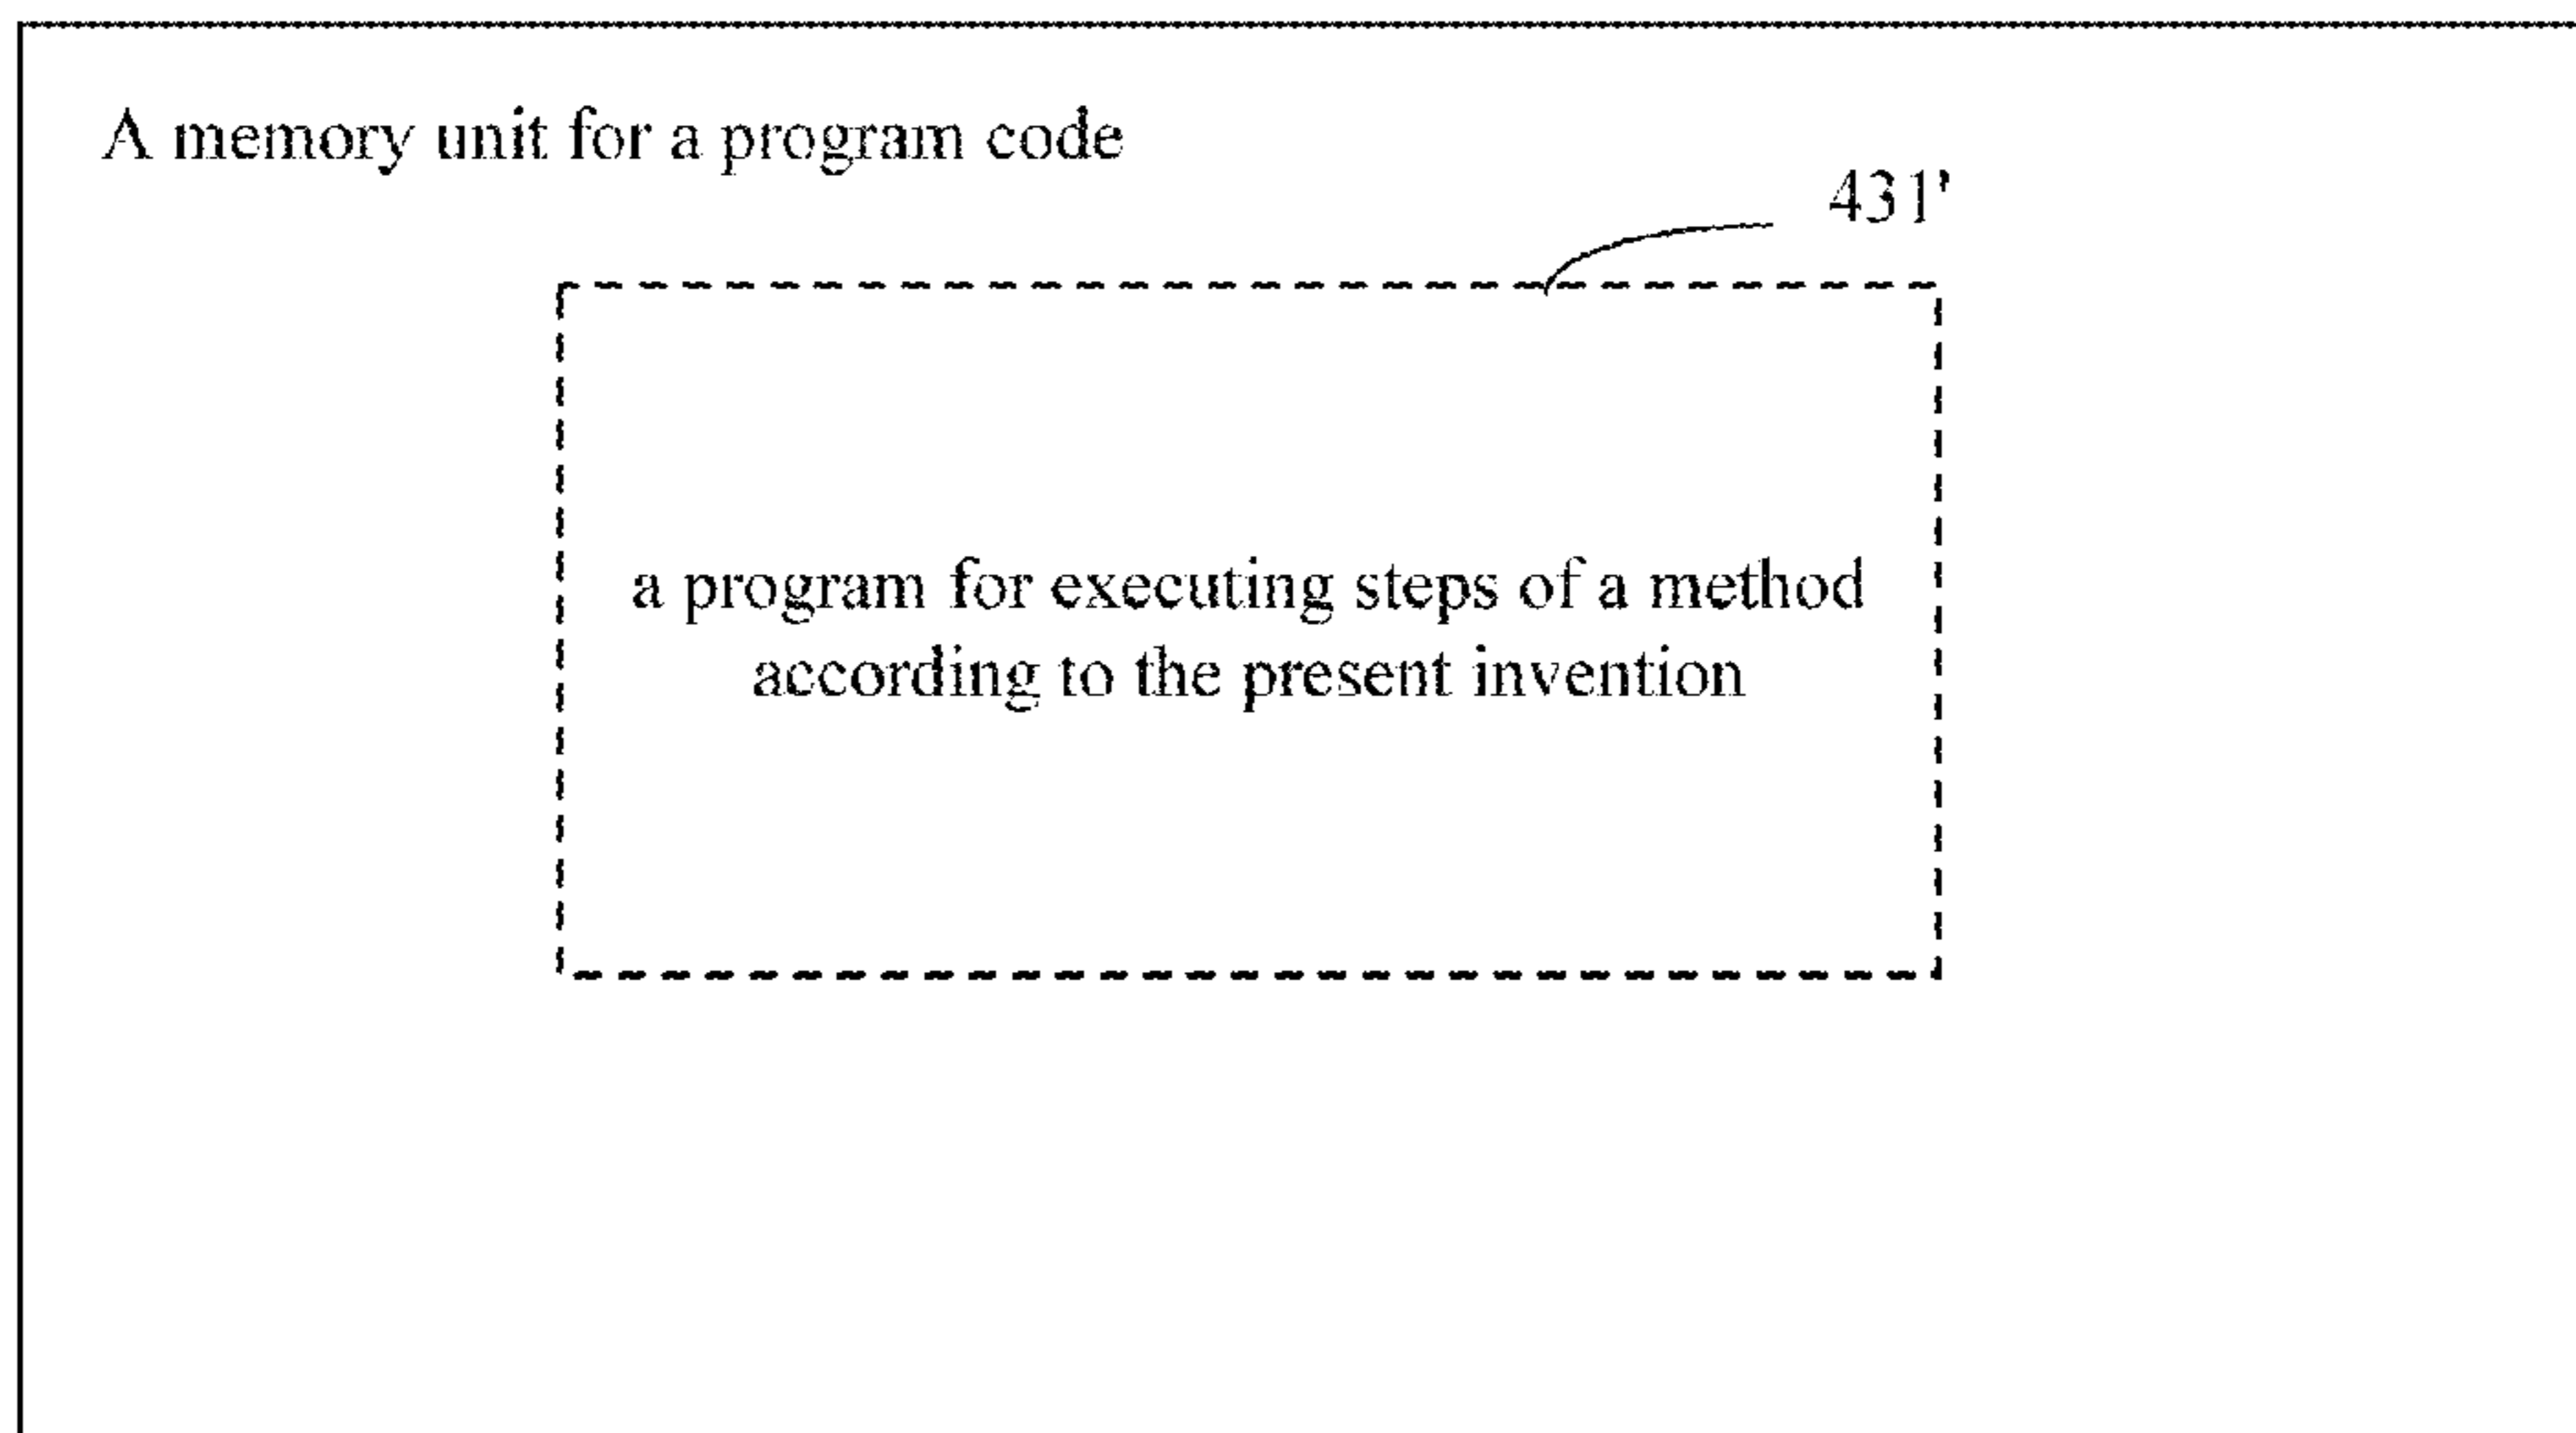 A memory unit for a program code
431'
a program for executing steps of a method
according to the present invention